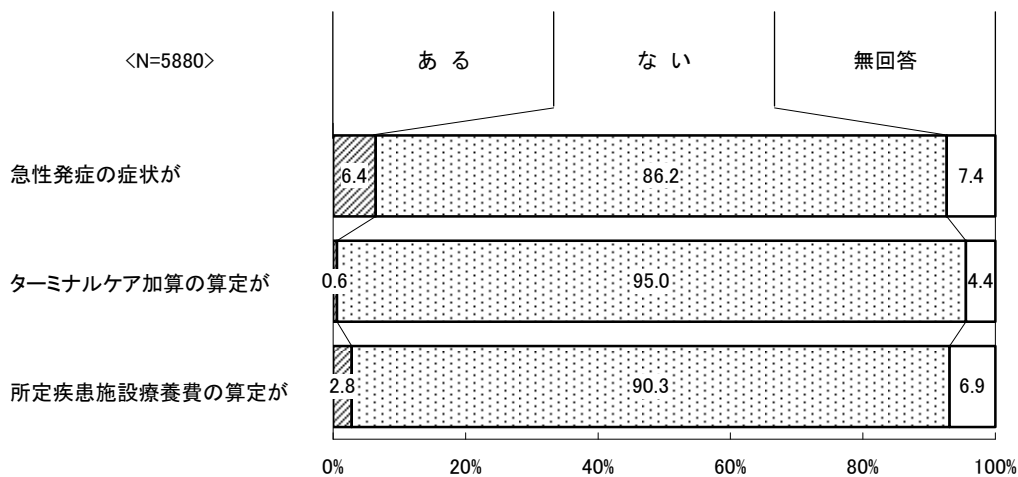 <N=5880>
ある
ない
無回答
急性発症の症状が
6.4
86.2
7.4
ターミナルケア加算の算定が
0.6
95.0
4.4
所定疾患施設療養費の算定が
2.8
90.3
6.9
0%
20%
40%
60%
80%
100%